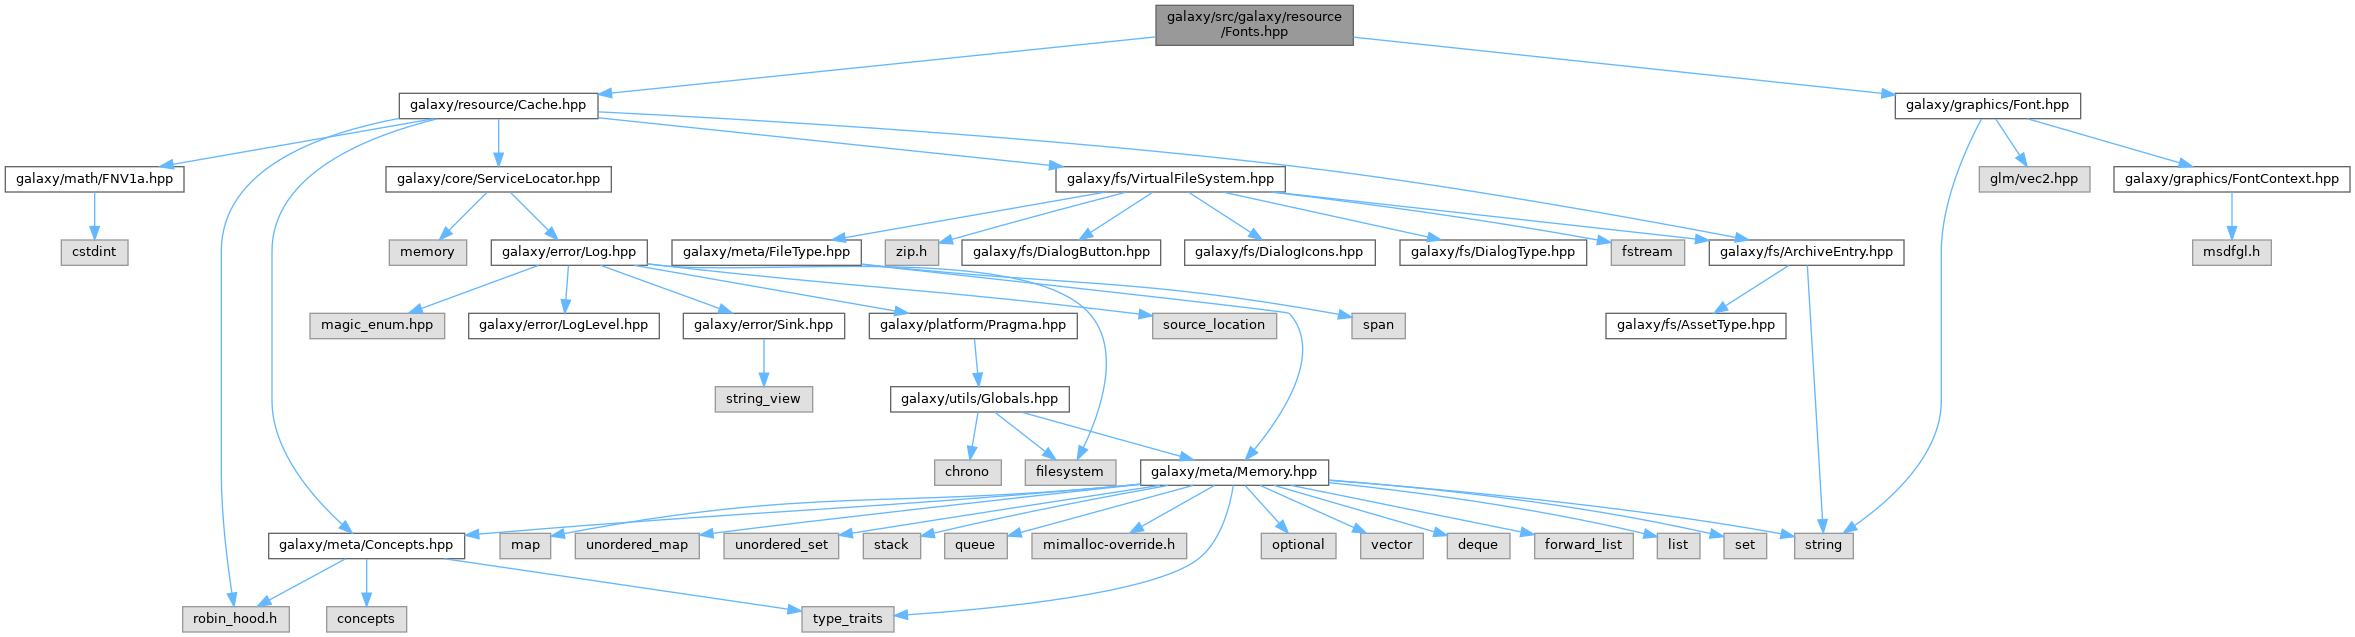 galaxy/src/galaxy/resource
/Fonts.hpp
galaxy/resource/Cache.hpp
galaxy/graphics/Font.hpp
galaxy/math/FNV1a.hpp
galaxy/core/ServiceLocator.hpp
galaxy/fs/VirtualFileSystem.hpp
glm/vec2.hpp
galaxy/graphics/FontContext.hpp
cstdint
memory
galaxy/error/Log.hpp
galaxy/meta/FileType.hpp
zip.h
galaxy/fs/DialogButton.hpp
galaxy/fs/DialogIcons.hpp
galaxy/fs/DialogType.hpp
fstream
galaxy/fs/ArchiveEntry.hpp
msdfgl.h
magic_enum.hpp
galaxy/error/LogLevel.hpp
galaxy/error/Sink.hpp
galaxy/platform/Pragma.hpp
source_location
span
galaxy/fs/AssetType.hpp
string_view
galaxy/utils/Globals.hpp
chrono
filesystem
galaxy/meta/Memory.hpp
galaxy/meta/Concepts.hpp
map
unordered_map
unordered_set
stack
queue
mimalloc-override.h
optional
vector
deque
forward_list
list
set
string
robin_hood.h
concepts
type_traits